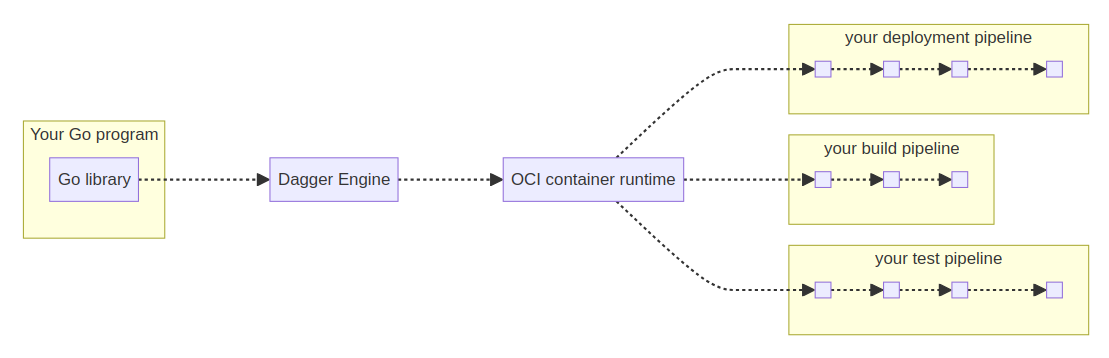 Your Go program
Go library
Dagger Engine
OCI container runtime
your deployment pipeline
your build pipeline
your test pipeline